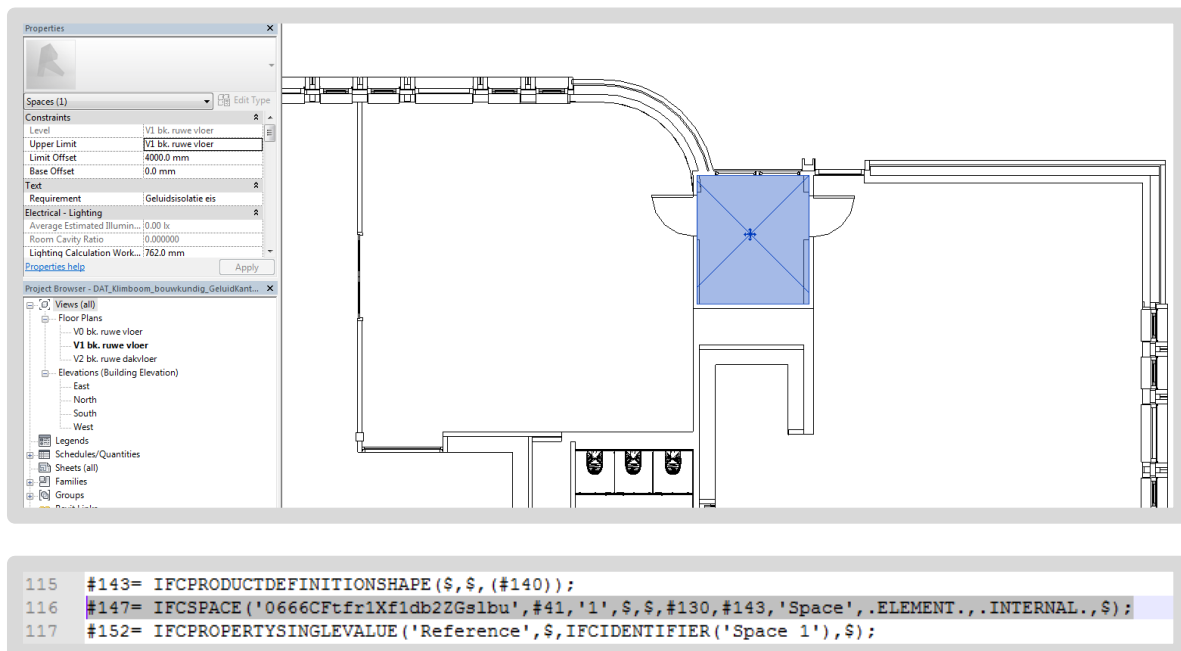 Properties
Spaces (1) Edit Type
Constraints
Level V1 bk. ruwe vloer
Upper Limit V1 bk. ruwe vloer
Limit Offset 4000.0 mm
Base Offset 0.0 mm
Text
Requirement Geluidsisolatie eis
Electrical - Lighting
Average Estimated Illumin... 0.00 lx
Room Cavity Ratio 0.000000
Lighting Calculation Work... 762.0 mm
Properties help Apply
Project Browser - DAT_Klimboom_bouwkundig_GeluidKant...
Views (all)
Floor Plans
V0 bk. ruwe vloer
V1 bk. ruwe vloer
V2 bk. ruwe dakvloer
Elevations (Building Elevation)
East
North
South
West
Legends
Schedules/Quantities
Sheets (all)
Families
Groups
115 #143= IFCPRODUCTDEFINITIONSHAPE($,$,(#140));
116 #147= IFCSPACE('0666CFtfr1Xf1db2ZGslbu',#41,'1',$,$,#130,#143,'Space',.ELEMENT.,.INTERNAL.,$);
117 #152= IFCPROPERTYSINGLEVALUE('Reference',$,IFCIDENTIFIER('Space 1'),$);